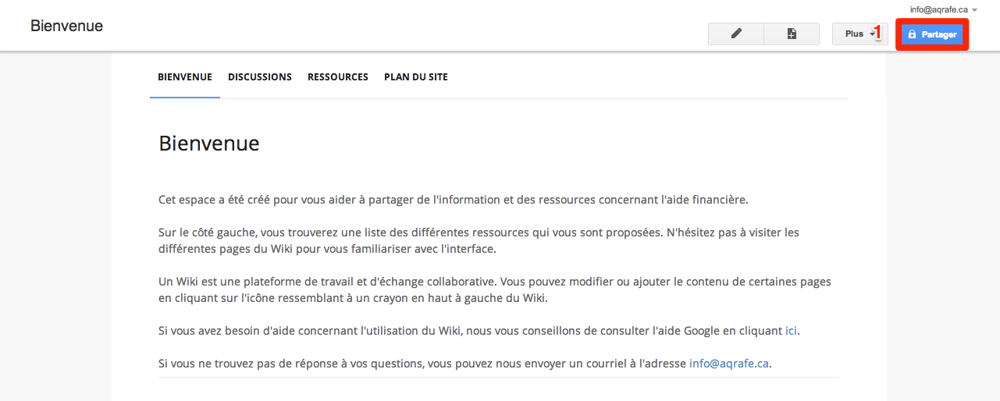 info@aqrafe.ca
Bienvenue
Plus
1
Partager
BIENVENUE DISCUSSIONS RESSOURCES PLAN DU SITE
Bienvenue
Cet espace a été créé pour vous aider à partager de l'information et des ressources concernant l'aide financière.
Sur le côté gauche, vous trouverez une liste des différentes ressources qui vous sont proposées. N'hésitez pas à visiter les
différentes pages du Wiki pour vous familiariser avec l'interface.
Un Wiki est une plateforme de travail et d'échange collaborative. Vous pouvez modifier ou ajouter le contenu de certaines pages
en cliquant sur l'icône ressemblant à un crayon en haut à gauche du Wiki.
Si vous avez besoin d'aide concernant l'utilisation du Wiki, nous vous conseillons de consulter l'aide Google en cliquant ici.
Si vous ne trouvez pas de réponse à vos questions, vous pouvez nous envoyer un courriel à l'adresse info@aqrafe.ca.